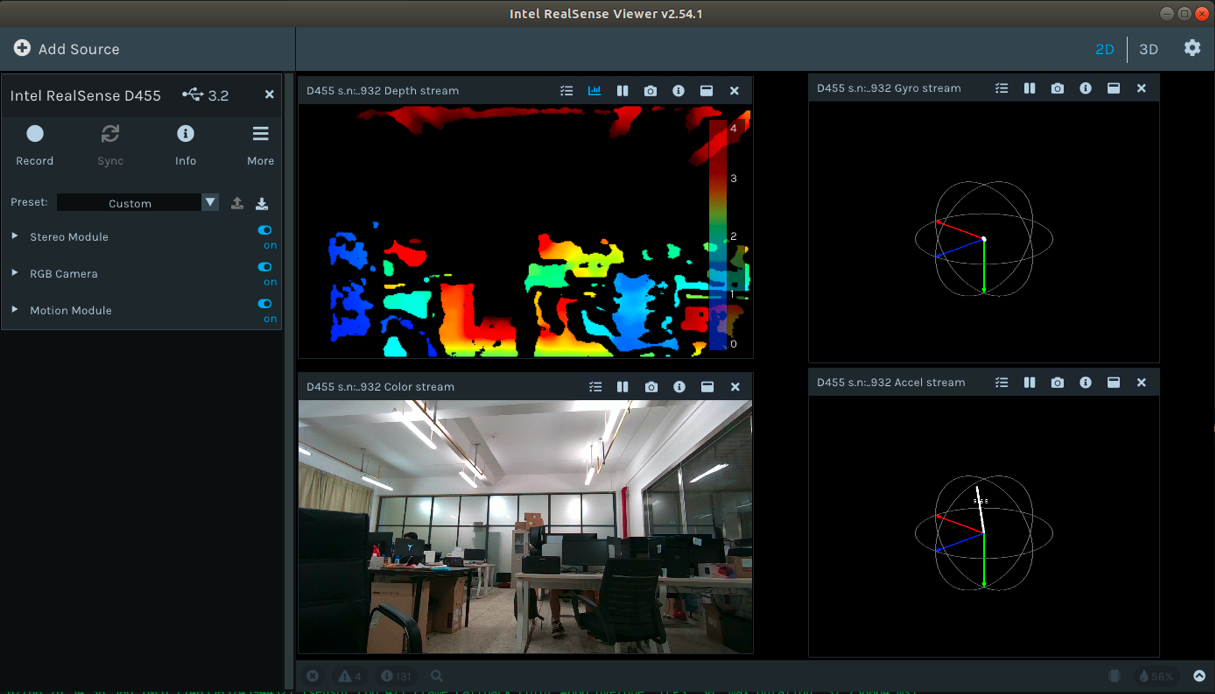 Intel RealSense Viewer v2.54.1
Add Source
2D
3D
Intel RealSense D455
3.2
Record
Sync
Info
More
Preset:
Custom
Stereo Module
on
RGB Camera
on
Motion Module
on
D455 s.n:..932 Depth stream
4
3
2
1
0
D455 s.n:..932 Gyro stream
D455 s.n:..932 Color stream
D455 s.n:..932 Accel stream
4
131
56%